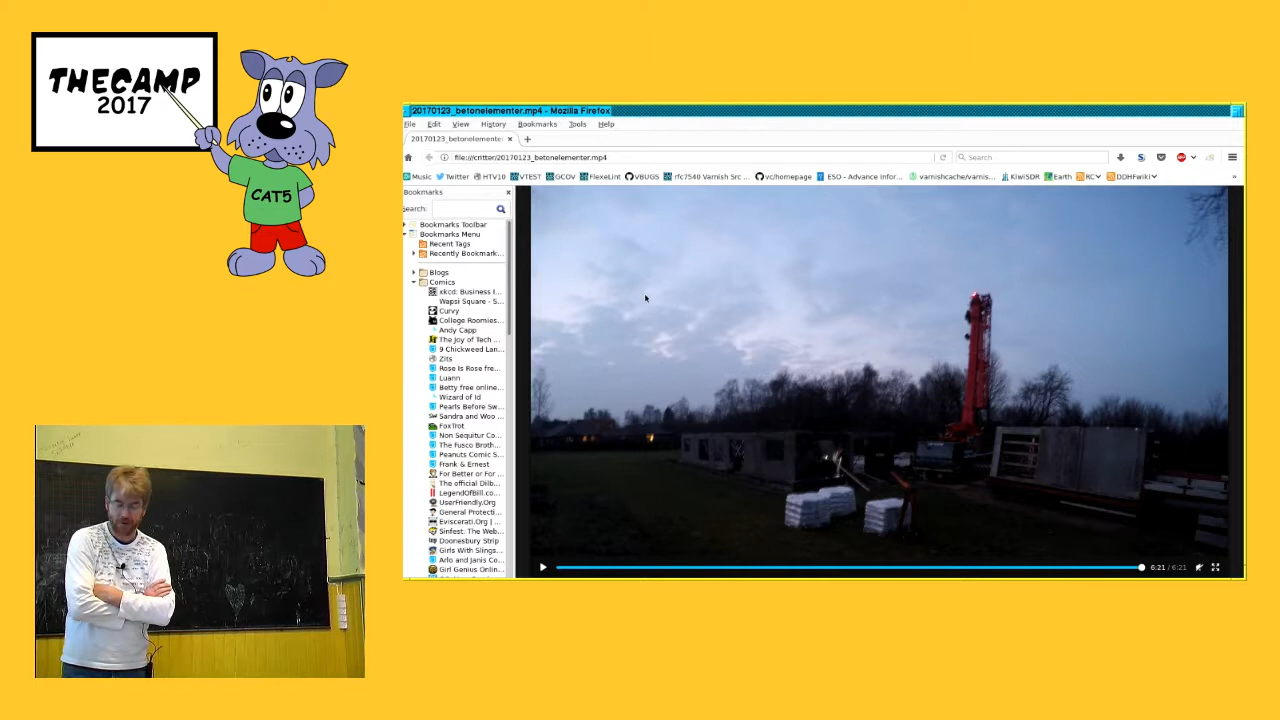 THECAMP
2017
CAT5
20170123_betonelementer.mp4 - Mozilla Firefox
File Edit View History Bookmarks Tools Help
20170123_betonelemente:
file:///critter/20170123_betonelementer.mp4
Search
Music Twitter HTV10 VTEST GCOV FlexeLint VBUGS rfc7540 Varnish Src ... vc/homepage ESO - Advance Infor... varnishcache/varnis... KiwiSDR Earth RC DDHFwiki
Bookmarks
Search:
Bookmarks Toolbar
Bookmarks Menu
Recent Tags
Recently Bookmark...
Blogs
Comics
xkcd: Business I...
Wapsi Square - S...
Curvy
College Roomies...
Andy Capp
The Joy of Tech ...
9 Chickweed Lan...
Zits
Rose Is Rose fre...
Luann
Betty free online...
Wizard of Id
Pearls Before Sw...
Sandra and Woo ...
FoxTrot
Non Sequitur Co...
The Fusco Broth...
Peanuts Comic S...
Frank & Ernest
For Better or For ...
The official Dilb...
LegendOfBill.co...
UserFriendly.Org
General Protecti...
Eviscerati.Org | ...
Sinfest: The Web...
Doonesbury Strip
Girls With Slings...
Arlo and Janis Co...
Girl Genius Onlin...
6:21 / 6:21